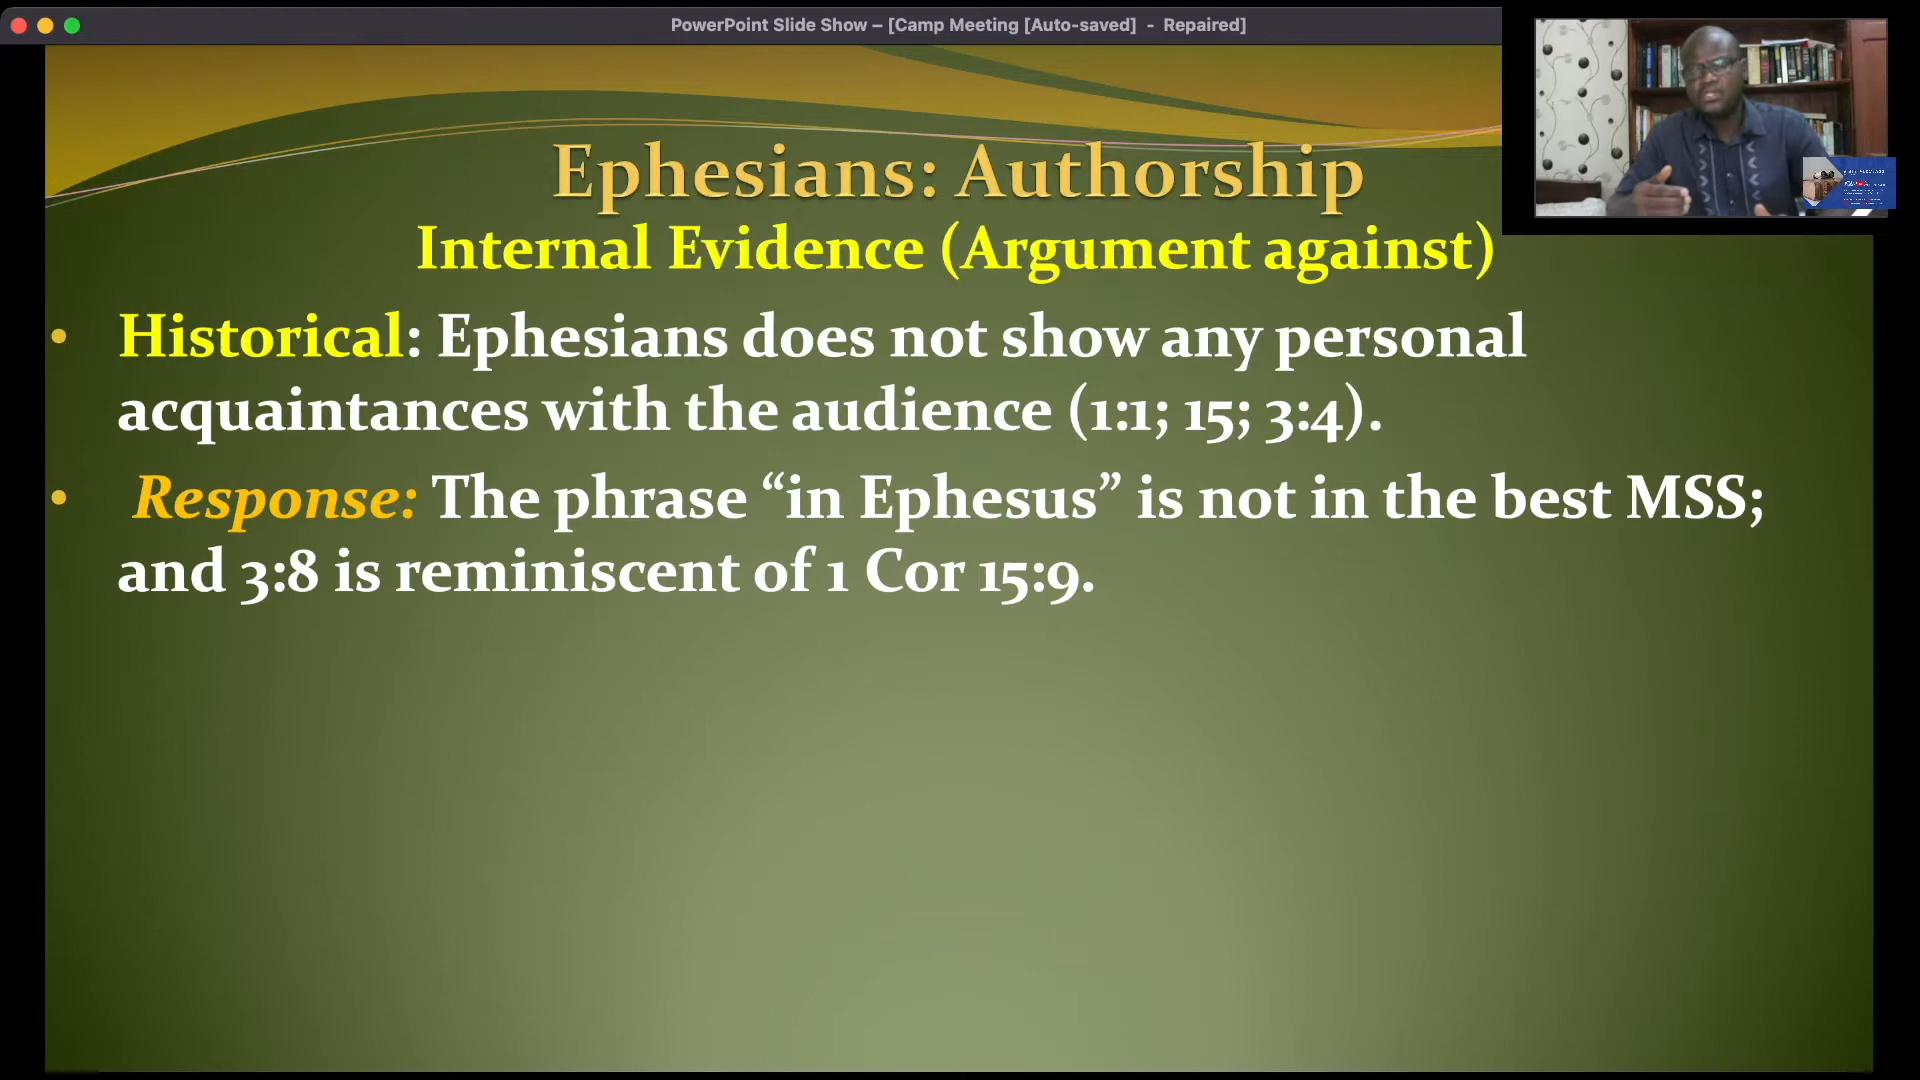 PowerPoint Slide Show – [Camp Meeting [Auto-saved]  -  Repaired]
Ephesians: Authorship
Internal Evidence (Argument against)
• Historical: Ephesians does not show any personal
acquaintances with the audience (1:1; 15; 3:4).
• Response: The phrase “in Ephesus” is not in the best MSS;
and 3:8 is reminiscent of 1 Cor 15:9.